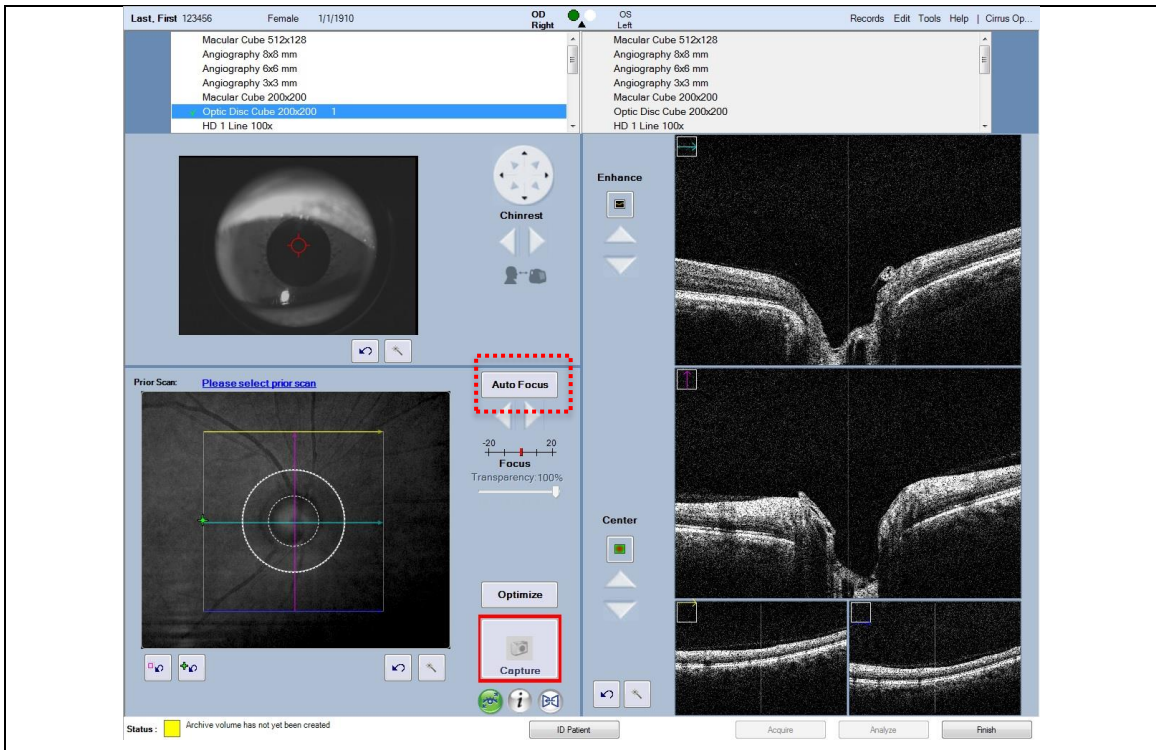 Last, First 123456 Female 1/1/1910 OD Right OS Left Records Edit Tools Help | Cirrus Op...
Macular Cube 512x128
Angiography 8x8 mm
Angiography 6x6 mm
Angiography 3x3 mm
Macular Cube 200x200
Optic Disc Cube 200x200 1
HD 1 Line 100x
Macular Cube 512x128
Angiography 8x8 mm
Angiography 6x6 mm
Angiography 3x3 mm
Macular Cube 200x200
Optic Disc Cube 200x200
HD 1 Line 100x
Chinrest
Enhance
Prior Scan: Please select prior scan
Auto Focus
-20 20
Focus
Transparency:100%
Center
Optimize
Capture
i
Status : Archive volume has not yet been created
ID Patient
Acquire
Analyze
Finish